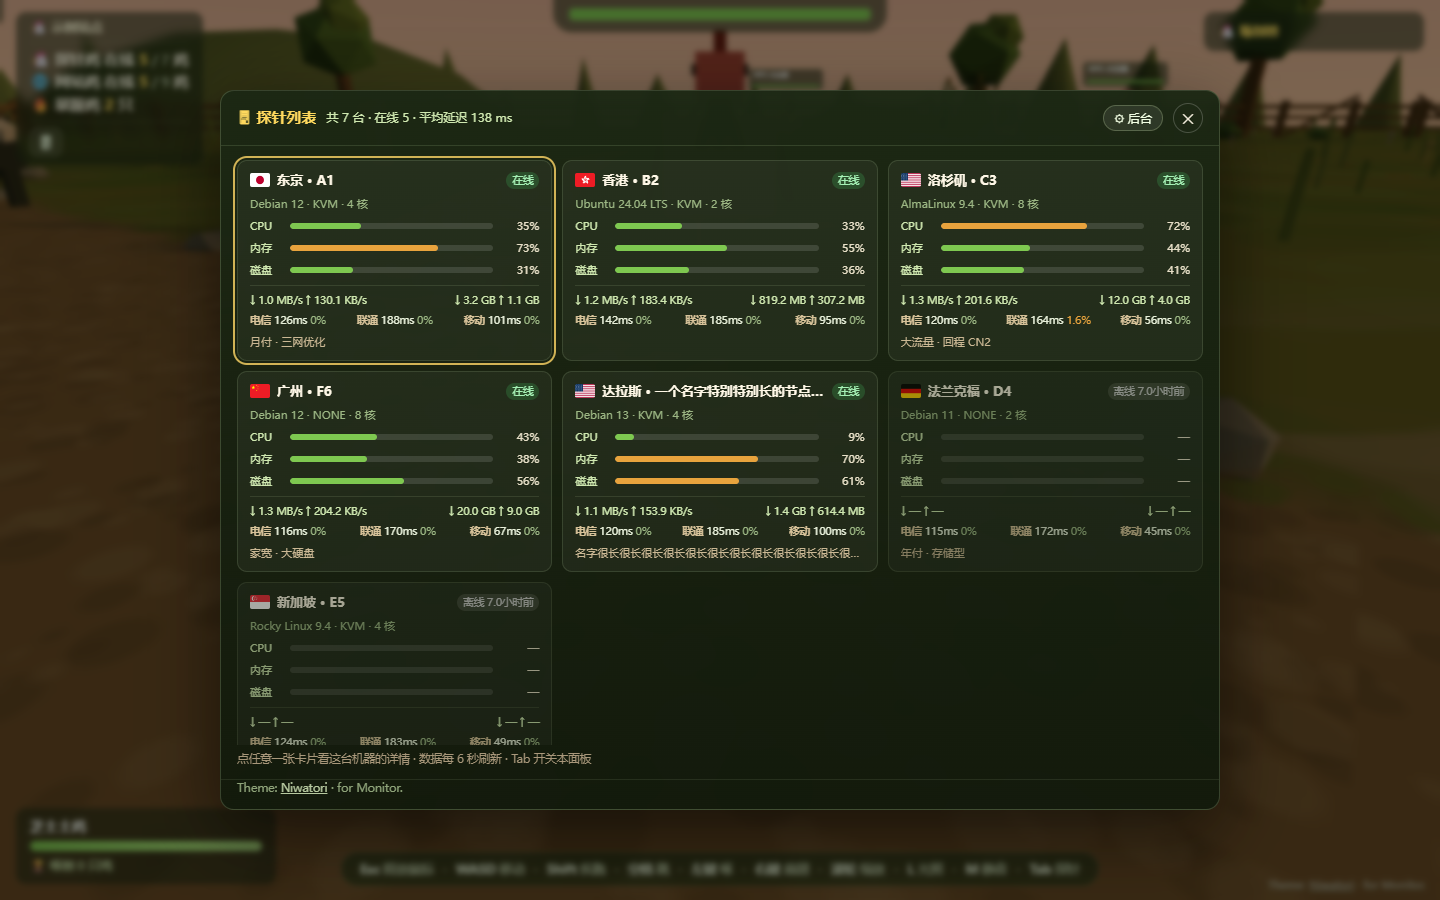 探针列表 共 7 台 · 在线 5 · 平均延迟 138 ms
后台
东京 • A1 在线
Debian 12 · KVM · 4 核
CPU 35%
内存 73%
磁盘 31%
↓ 1.0 MB/s ↑ 130.1 KB/s ↓ 3.2 GB ↑ 1.1 GB
电信 126ms 0% 联通 188ms 0% 移动 101ms 0%
月付 · 三网优化
香港 • B2 在线
Ubuntu 24.04 LTS · KVM · 2 核
CPU 33%
内存 55%
磁盘 36%
↓ 1.2 MB/s ↑ 183.4 KB/s ↓ 819.2 MB ↑ 307.2 MB
电信 142ms 0% 联通 185ms 0% 移动 95ms 0%
洛杉矶 • C3 在线
AlmaLinux 9.4 · KVM · 8 核
CPU 72%
内存 44%
磁盘 41%
↓ 1.3 MB/s ↑ 201.6 KB/s ↓ 12.0 GB ↑ 4.0 GB
电信 120ms 0% 联通 164ms 1.6% 移动 56ms 0%
大流量 · 回程 CN2
广州 • F6 在线
Debian 12 · NONE · 8 核
CPU 43%
内存 38%
磁盘 56%
↓ 1.3 MB/s ↑ 204.2 KB/s ↓ 20.0 GB ↑ 9.0 GB
电信 116ms 0% 联通 170ms 0% 移动 67ms 0%
家宽 · 大硬盘
达拉斯 • 一个名字特别特别长的节点... 在线
Debian 13 · KVM · 4 核
CPU 9%
内存 70%
磁盘 61%
↓ 1.1 MB/s ↑ 153.9 KB/s ↓ 1.4 GB ↑ 614.4 MB
电信 120ms 0% 联通 185ms 0% 移动 100ms 0%
名字很长很长很长很长很长很长很长很长很长很长很长很长...
法兰克福 • D4 离线 7.0小时前
Debian 11 · NONE · 2 核
CPU —
内存 —
磁盘 —
↓ — ↑ — ↓ — ↑ —
电信 115ms 0% 联通 172ms 0% 移动 45ms 0%
年付 · 存储型
新加坡 • E5 离线 7.0小时前
Rocky Linux 9.4 · KVM · 4 核
CPU —
内存 —
磁盘 —
↓ — ↑ — ↓ — ↑ —
电信 124ms 0% 联通 183ms 0% 移动 49ms 0%
点任意一张卡片看这台机器的详情 · 数据每 6 秒刷新 · Tab 开关本面板
Theme: Niwatori · for Monitor.